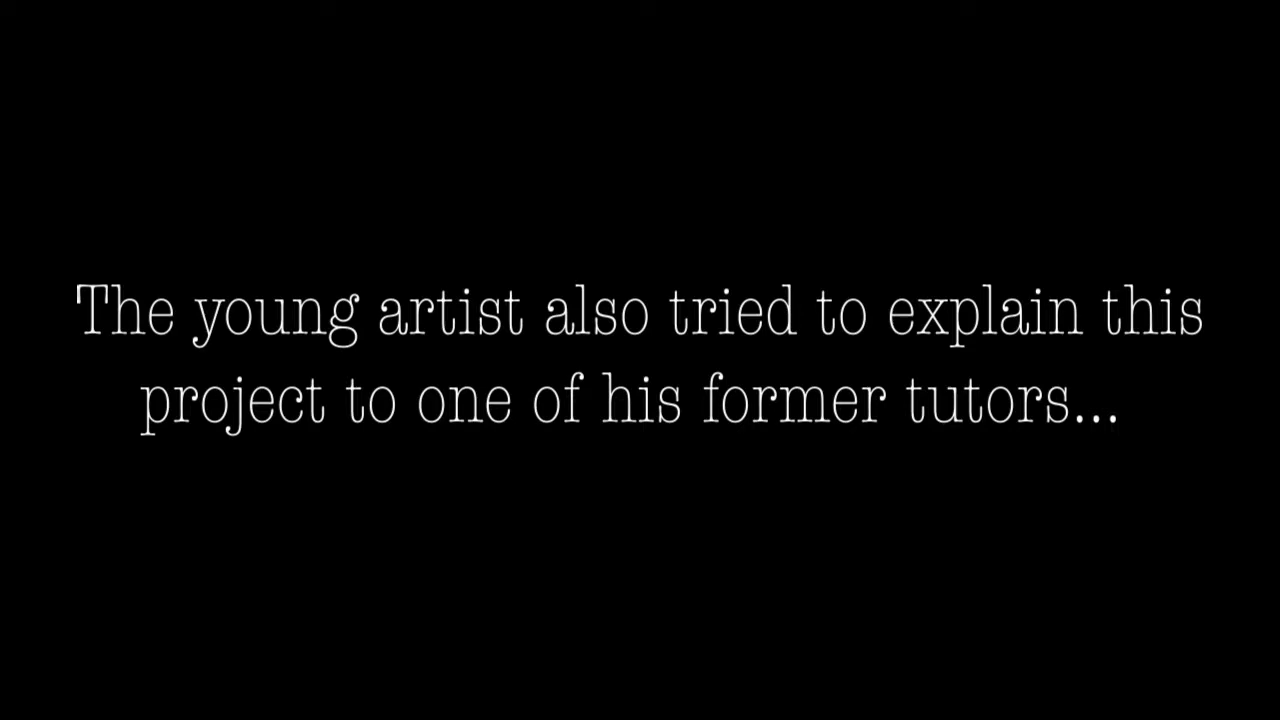 The young artist also tried to explain this
project to one of his former tutors...